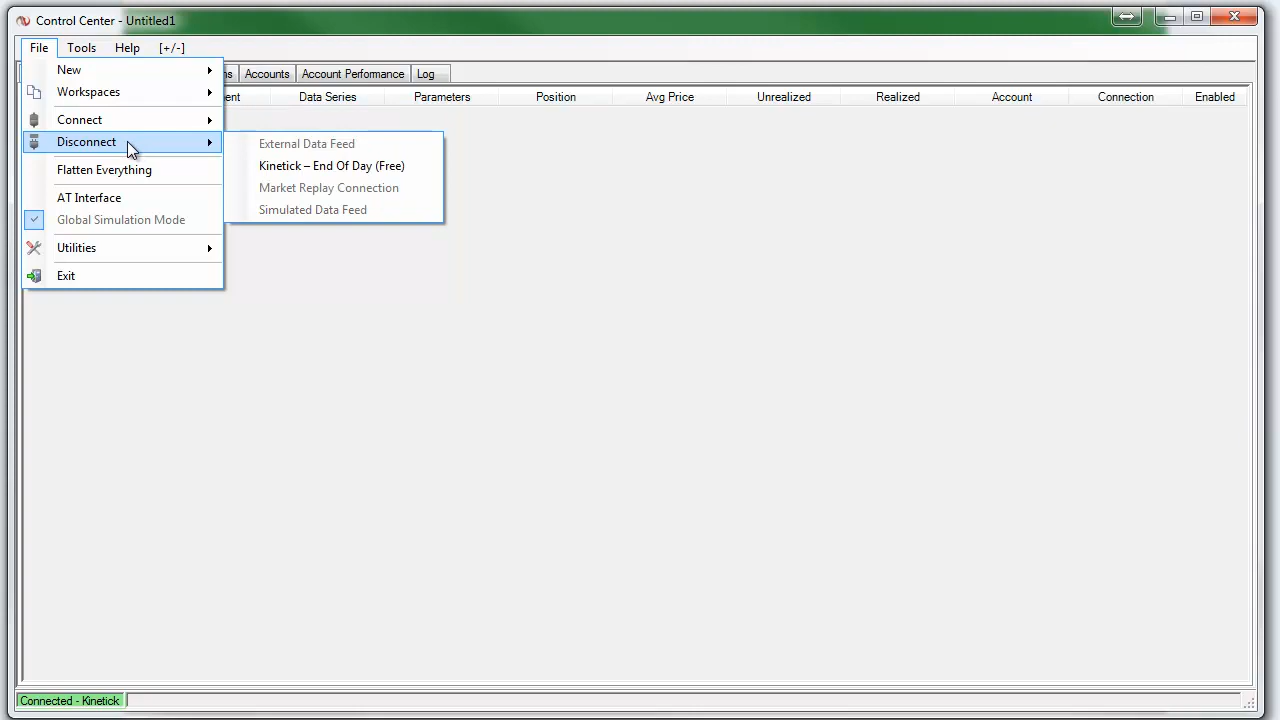 Control Center - Untitled1
File Tools Help [+/-]
Accounts Account Performance Log
Data Series Parameters Position Avg Price Unrealized Realized Account Connection Enabled
New
Workspaces
Connect
Disconnect
Flatten Everything
AT Interface
Global Simulation Mode
Utilities
Exit
External Data Feed
Kinetick – End Of Day (Free)
Market Replay Connection
Simulated Data Feed
Connected - Kinetick